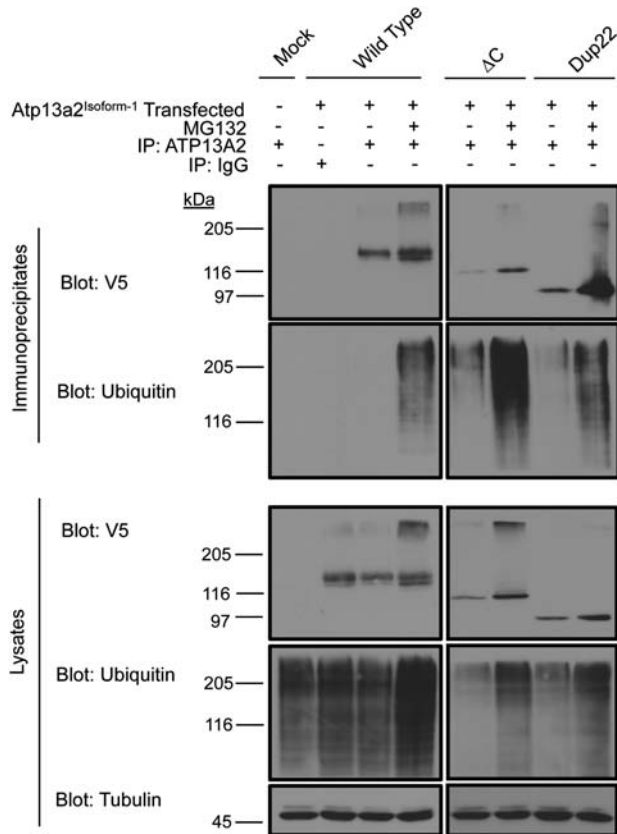 Mock
Wild Type
ΔC
Dup22
Atp13a2Isoform-1 Transfected - + + + + + + +
MG132 - - - + - + - +
IP: ATP13A2 + - + + + + + +
IP: IgG - + - - - - - -
kDa
Immunoprecipitates
Blot: V5
205
116
97
Blot: Ubiquitin
205
116
Lysates
Blot: V5
205
116
97
Blot: Ubiquitin
205
116
Blot: Tubulin
45